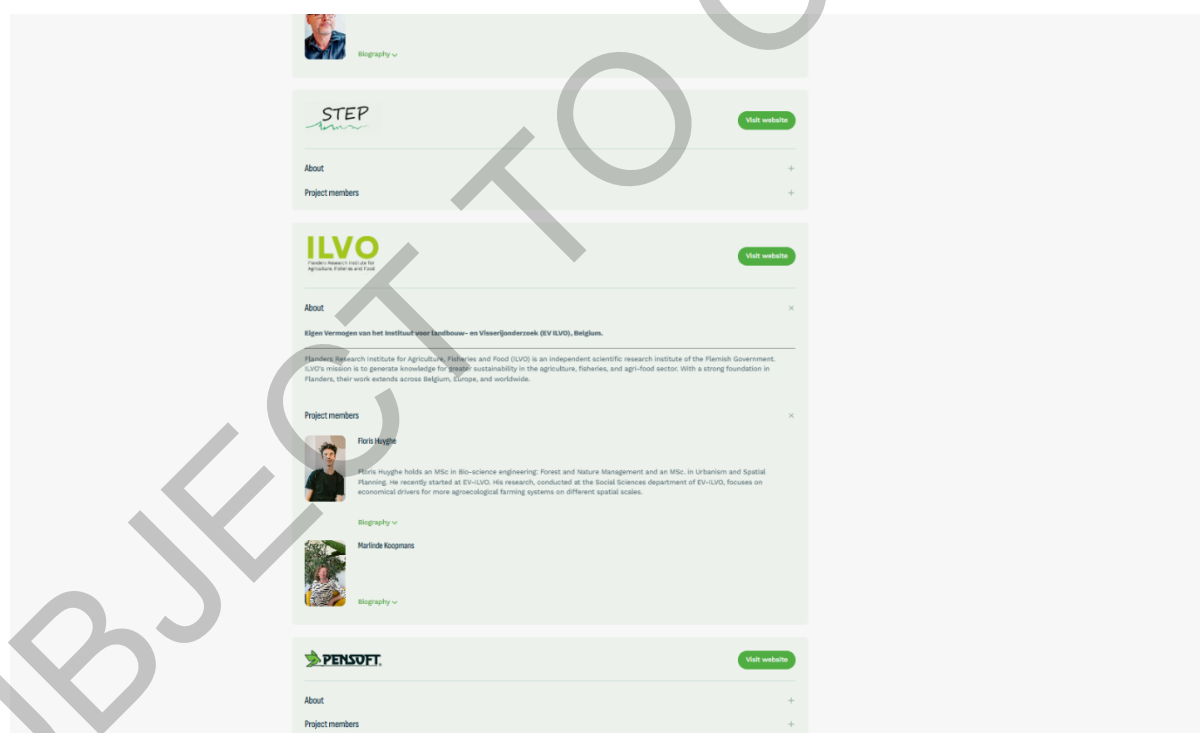 Biography
STEP
Visit website
About
Project members
ILVO
Flanders Research Institute for
Agriculture, Fisheries and Food
Visit website
About
Eigen Vermogen van het Instituut voor Landbouw- en Visserijonderzoek (EV ILVO), Belgium.
Flanders Research Institute for Agriculture, Fisheries and Food (ILVO) is an independent scientific research institute of the Flemish Government.
ILVO's mission is to generate knowledge for greater sustainability in the agriculture, fisheries, and agri-food sector. With a strong foundation in
Flanders, their work extends across Belgium, Europe, and worldwide.
Project members
Floris Huyghe
Floris Huyghe holds an MSc in Bio-science engineering: Forest and Nature Management and an MSc. in Urbanism and Spatial
Planning. He recently started at EV-ILVO. His research, conducted at the Social Sciences department of EV-ILVO, focuses on
economical drivers for more agroecological farming systems on different spatial scales.
Biography
Marlinde Koopmans
Biography
PENSOFT
Visit website
About
Project members
UBJECT TO